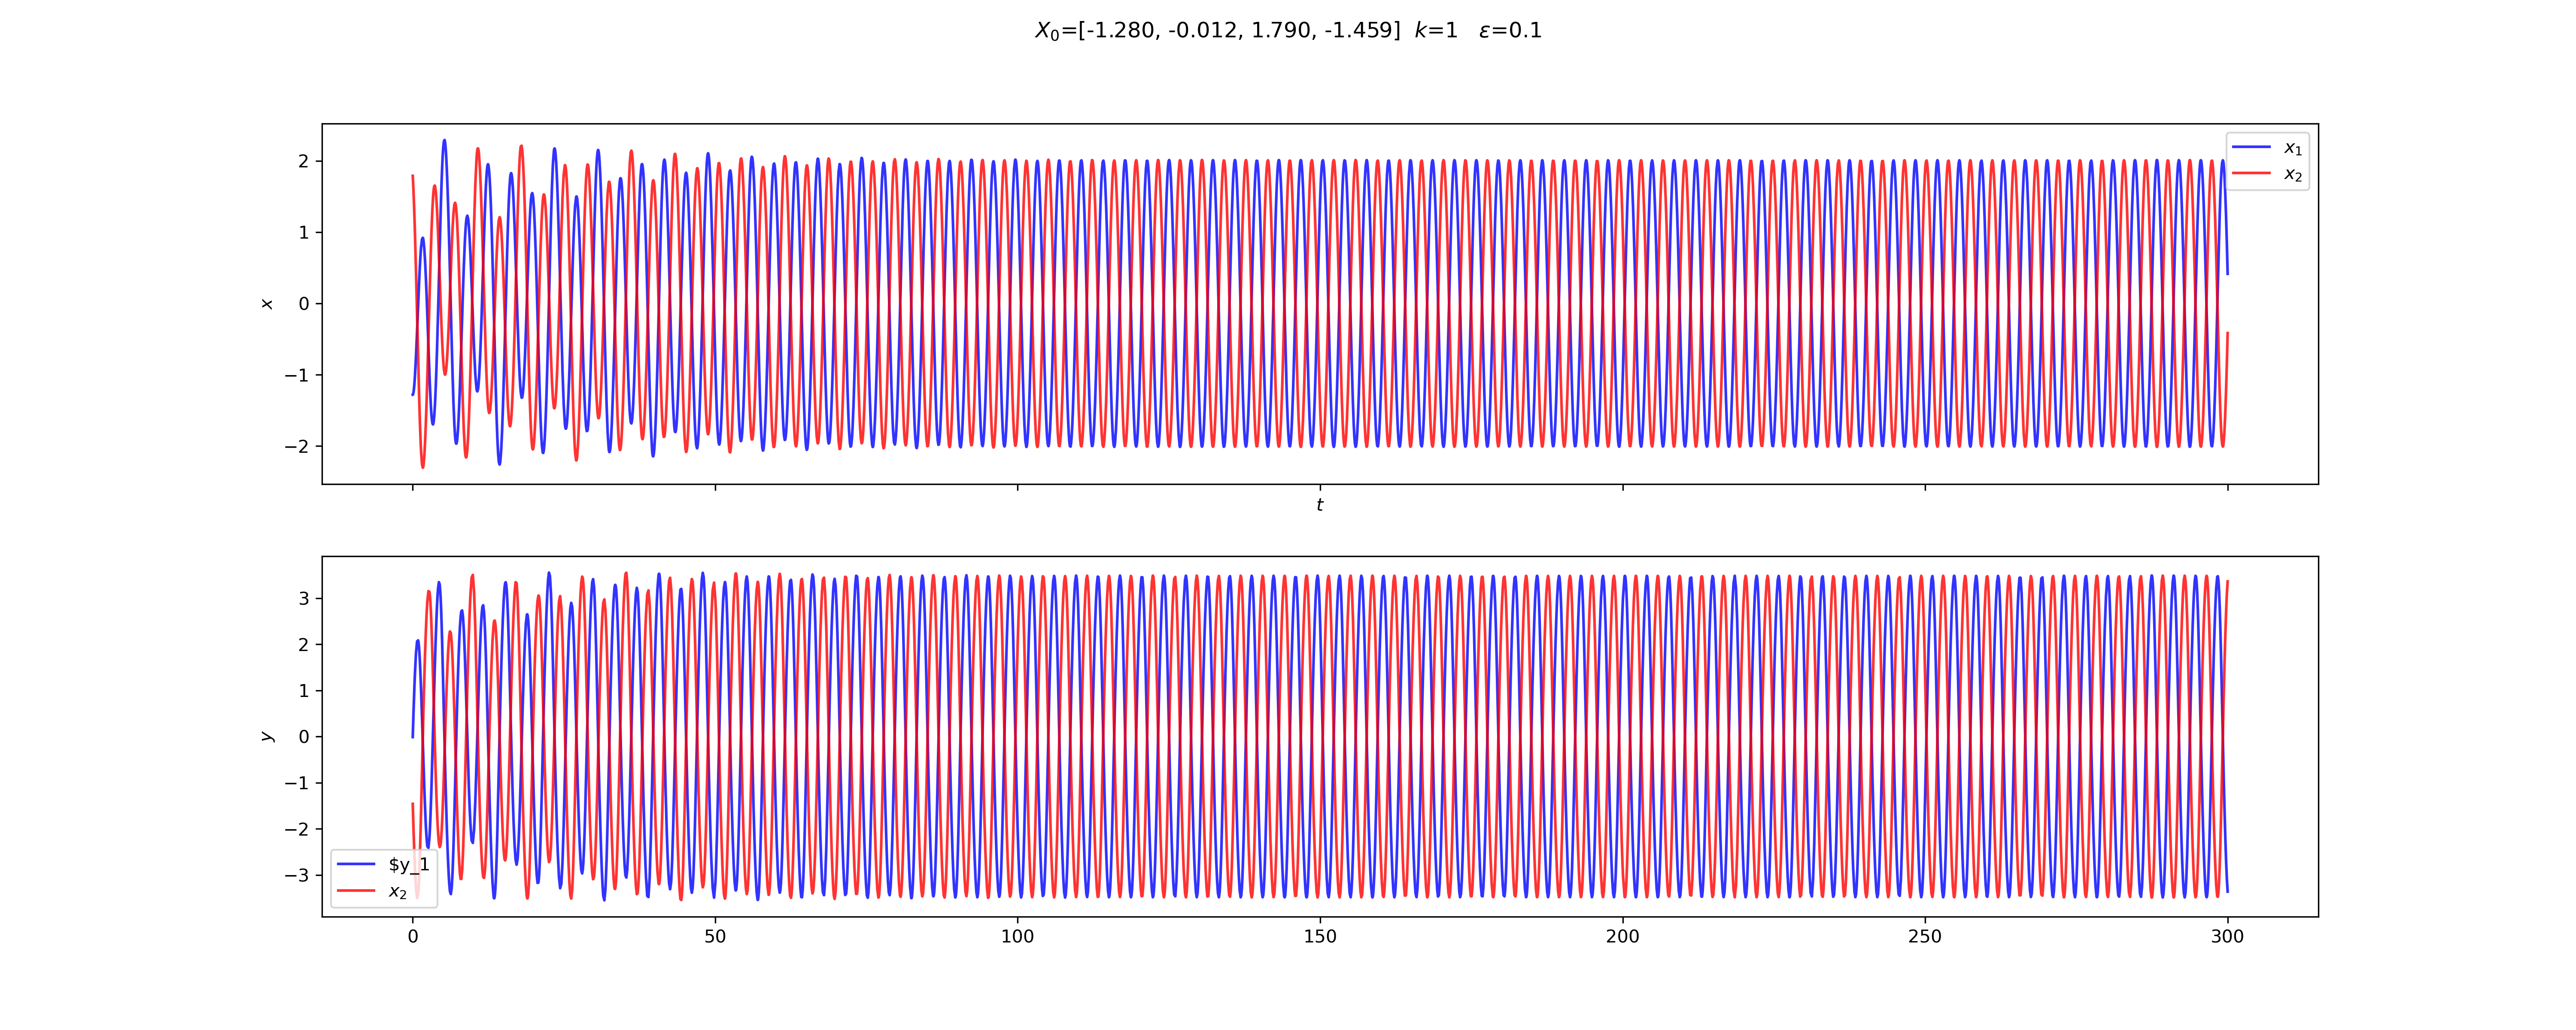 X₀=[-1.280, -0.012, 1.790, -1.459]  k=1   ε=0.1
2
1
0
−1
−2
x
x₁
x₂
t
3
2
1
0
−1
−2
−3
y
$y_1
x₂
0 50 100 150 200 250 300